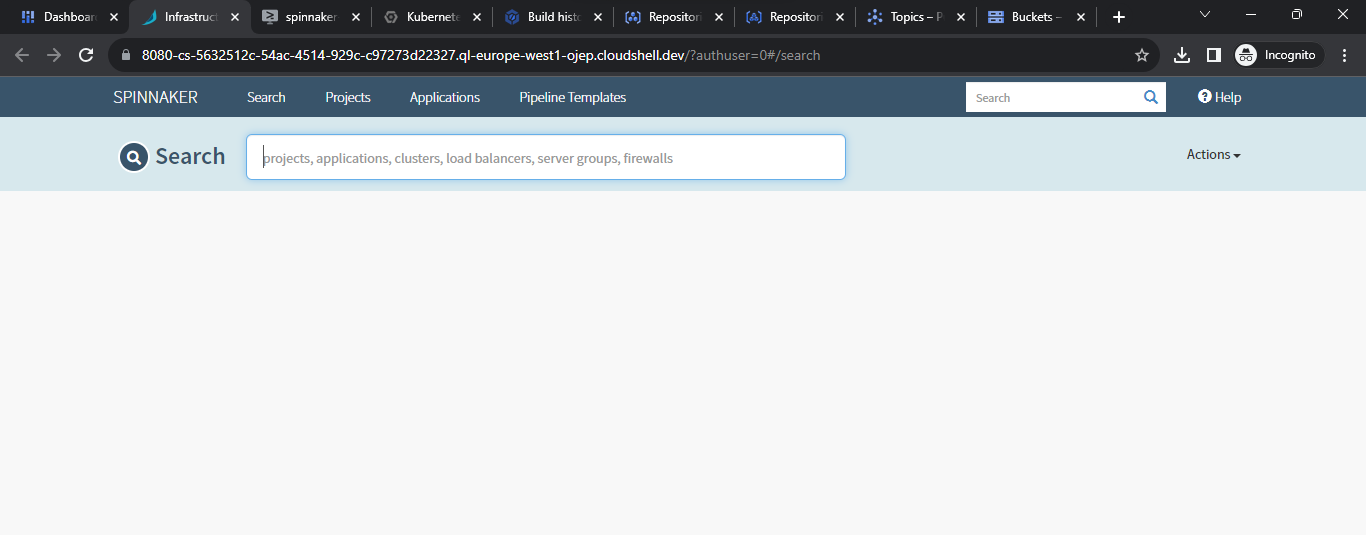 Dashboar Infrastruct spinnaker Kubernete Build histo Repositori Repositori Topics – P Buckets –
8080-cs-5632512c-54ac-4514-929c-c97273d22327.ql-europe-west1-ojep.cloudshell.dev/?authuser=0#/search Incognito
SPINNAKER Search Projects Applications Pipeline Templates Search Help
Search projects, applications, clusters, load balancers, server groups, firewalls Actions